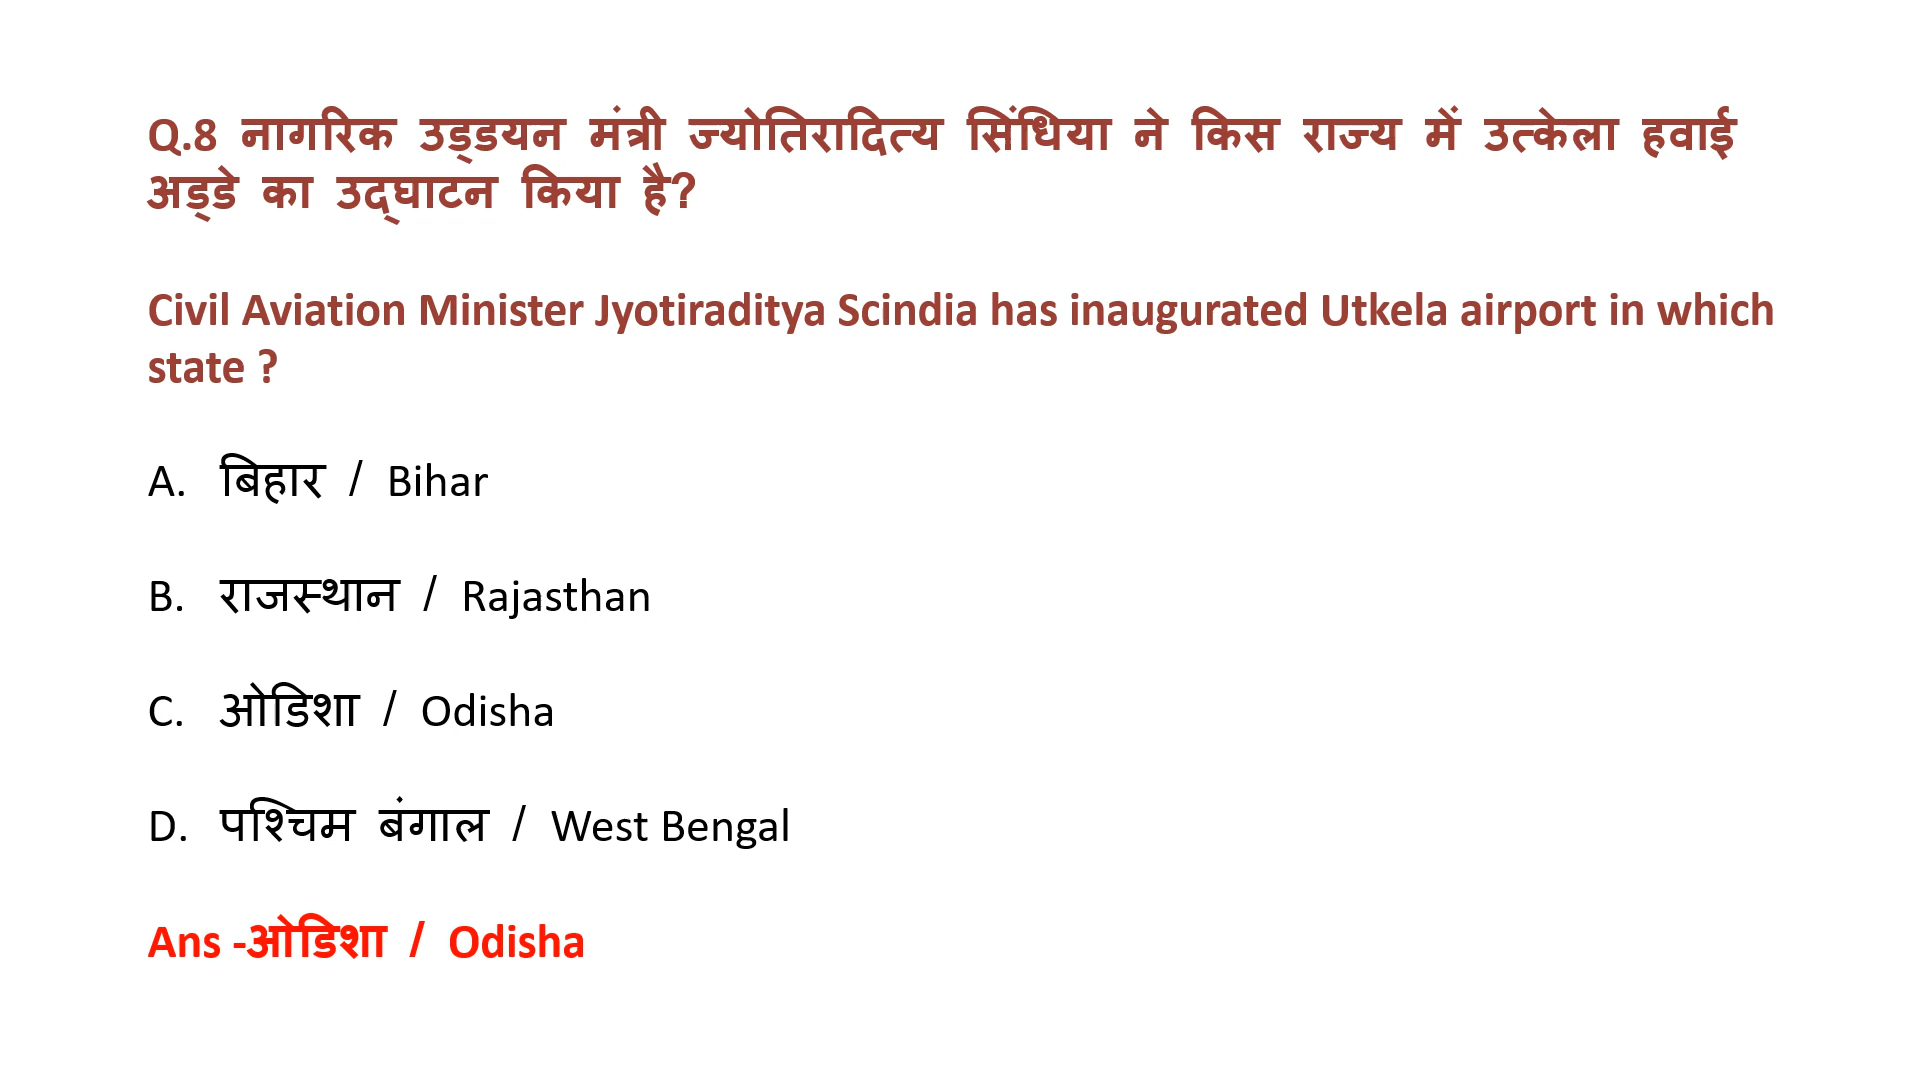 Q.8 नागरिक उड्डयन मंत्री ज्योतिरादित्य सिंधिया ने किस राज्य में उत्केला हवाई
अड्डे का उद्घाटन किया है?
Civil Aviation Minister Jyotiraditya Scindia has inaugurated Utkela airport in which
state ?
A. बिहार / Bihar
B. राजस्थान / Rajasthan
C. ओडिशा / Odisha
D. पश्चिम बंगाल / West Bengal
Ans -ओडिशा / Odisha